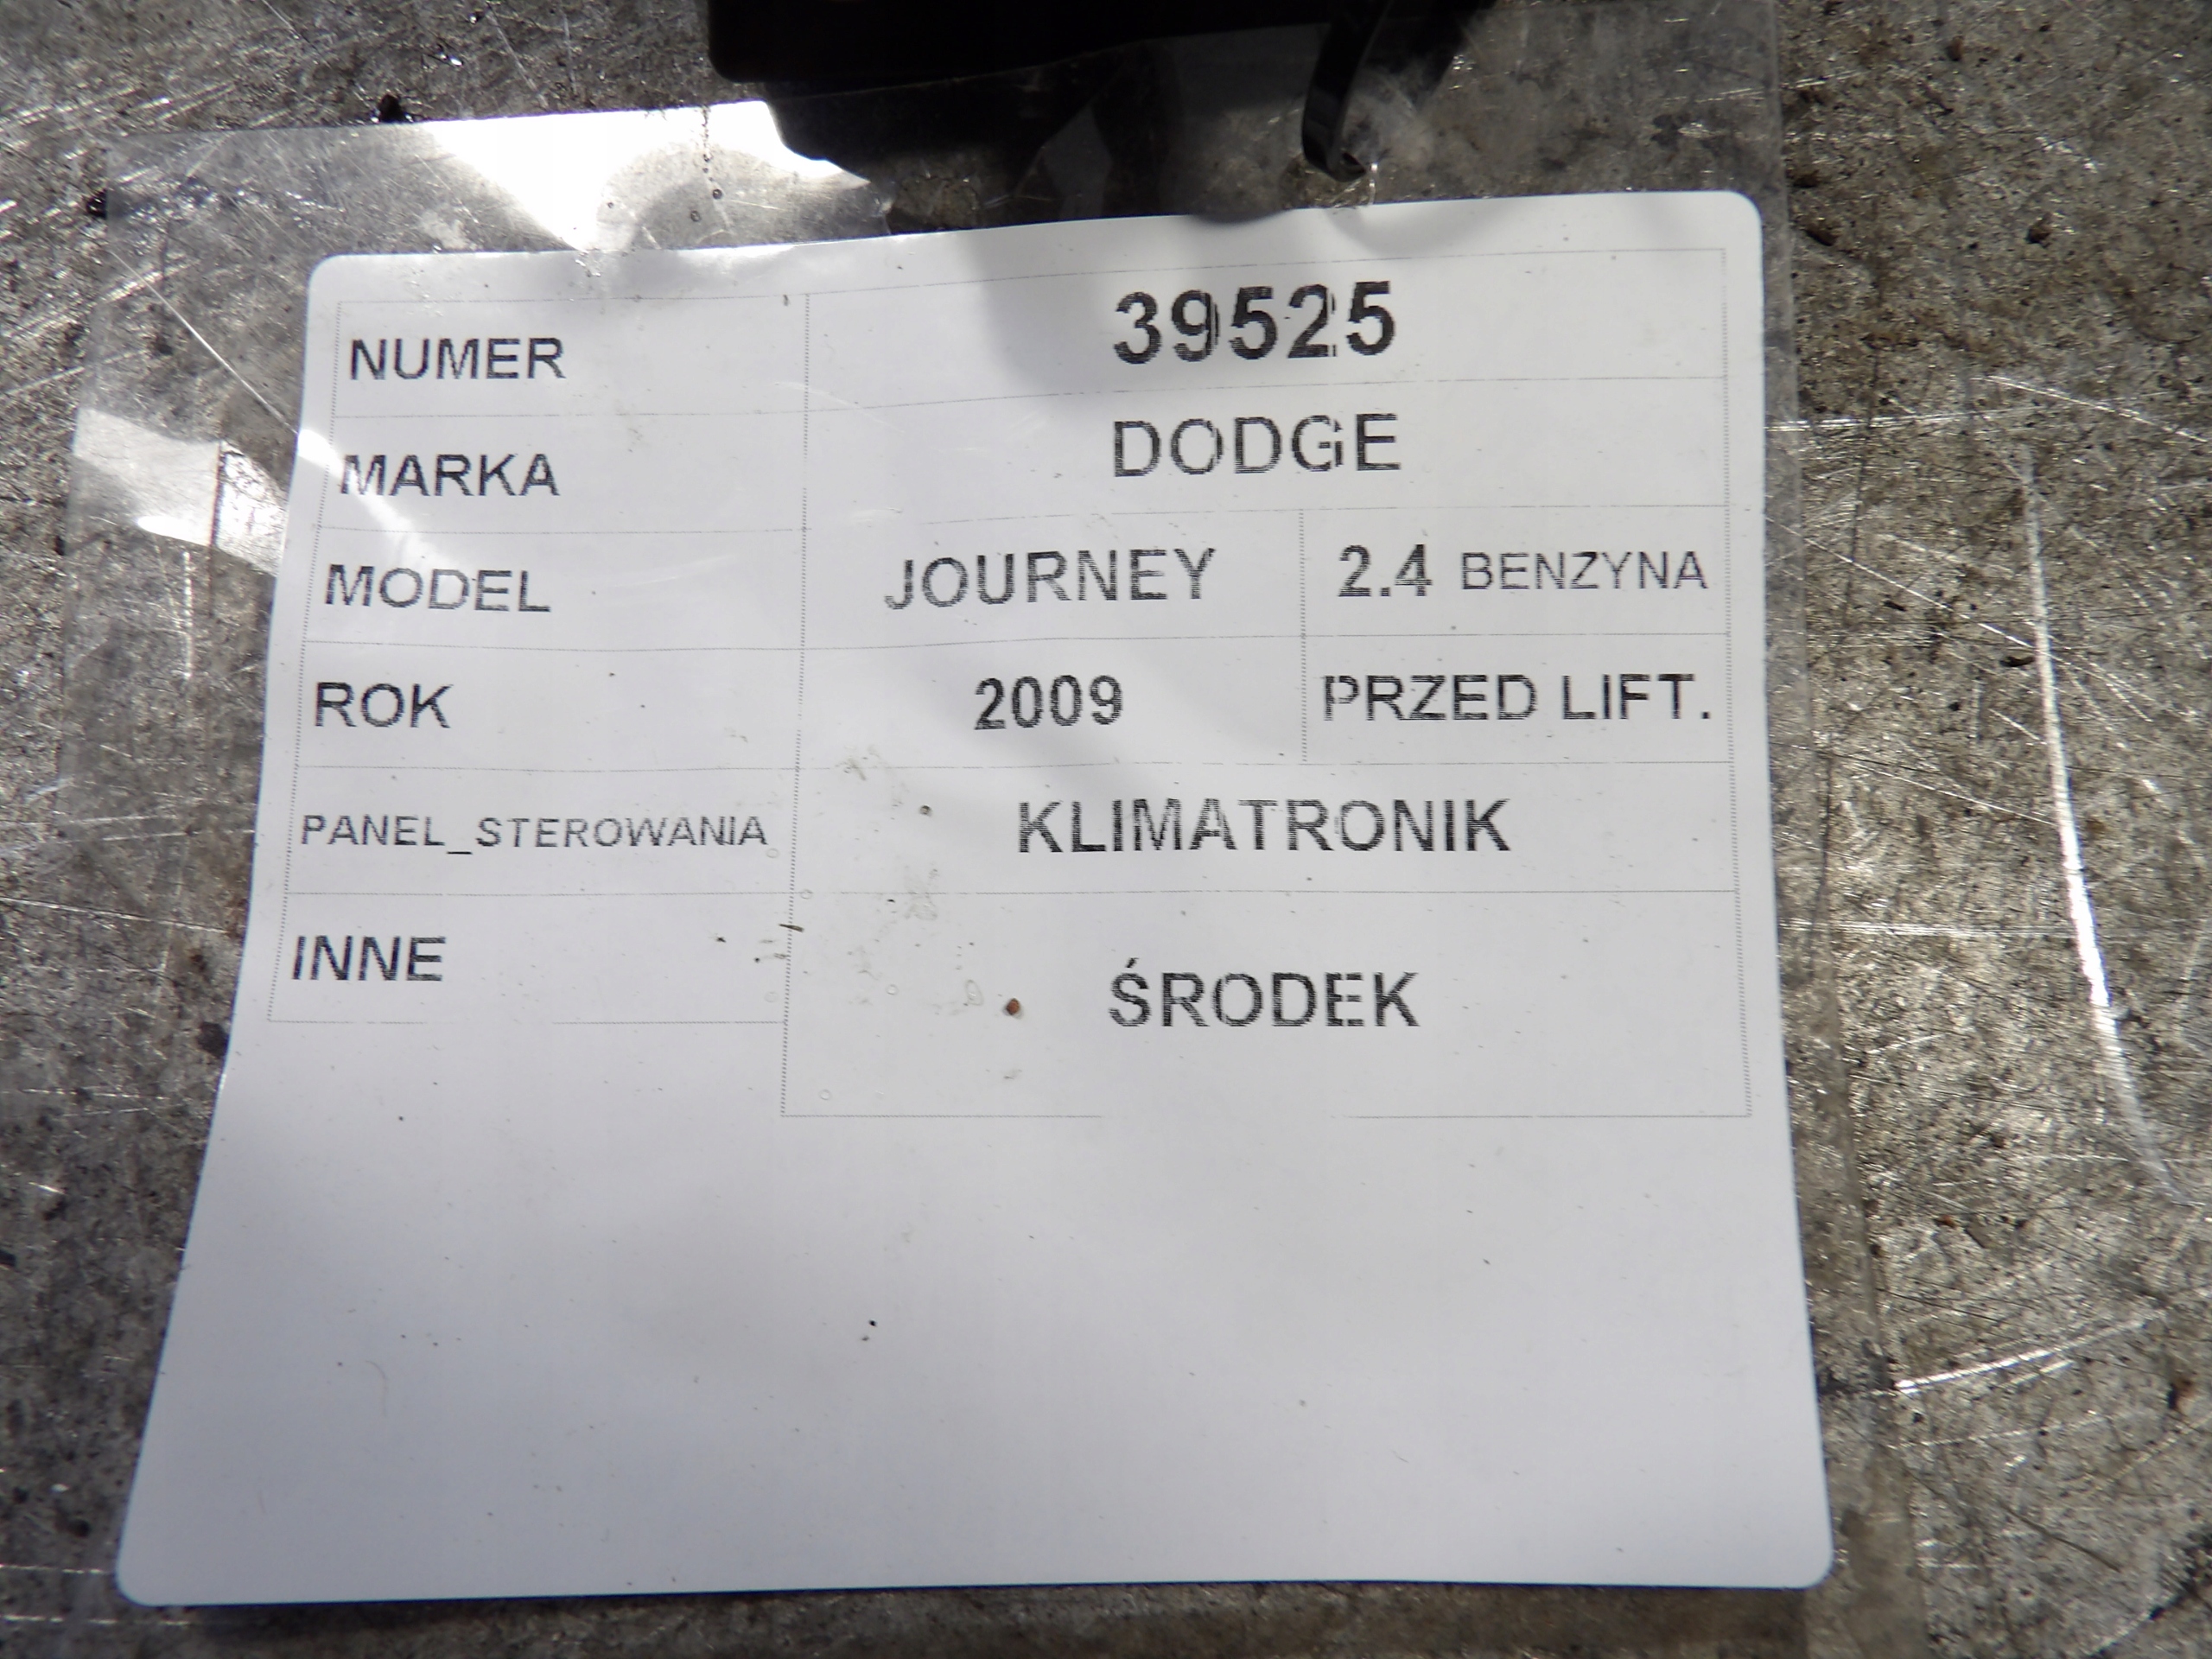 NUMER 39525
MARKA DODGE
MODEL JOURNEY 2.4 BENZYNA
ROK 2009 PRZED LIFT.
PANEL_STEROWANIA KLIMATRONIK
INNE ŚRODEK